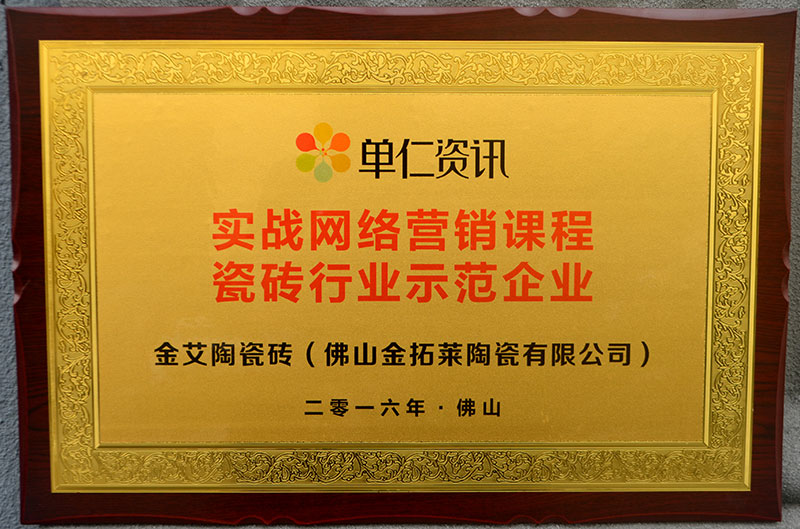 单仁资讯
实战网络营销课程
瓷砖行业示范企业
金艾陶瓷砖（佛山金拓莱陶瓷有限公司）
二零一六年·佛山